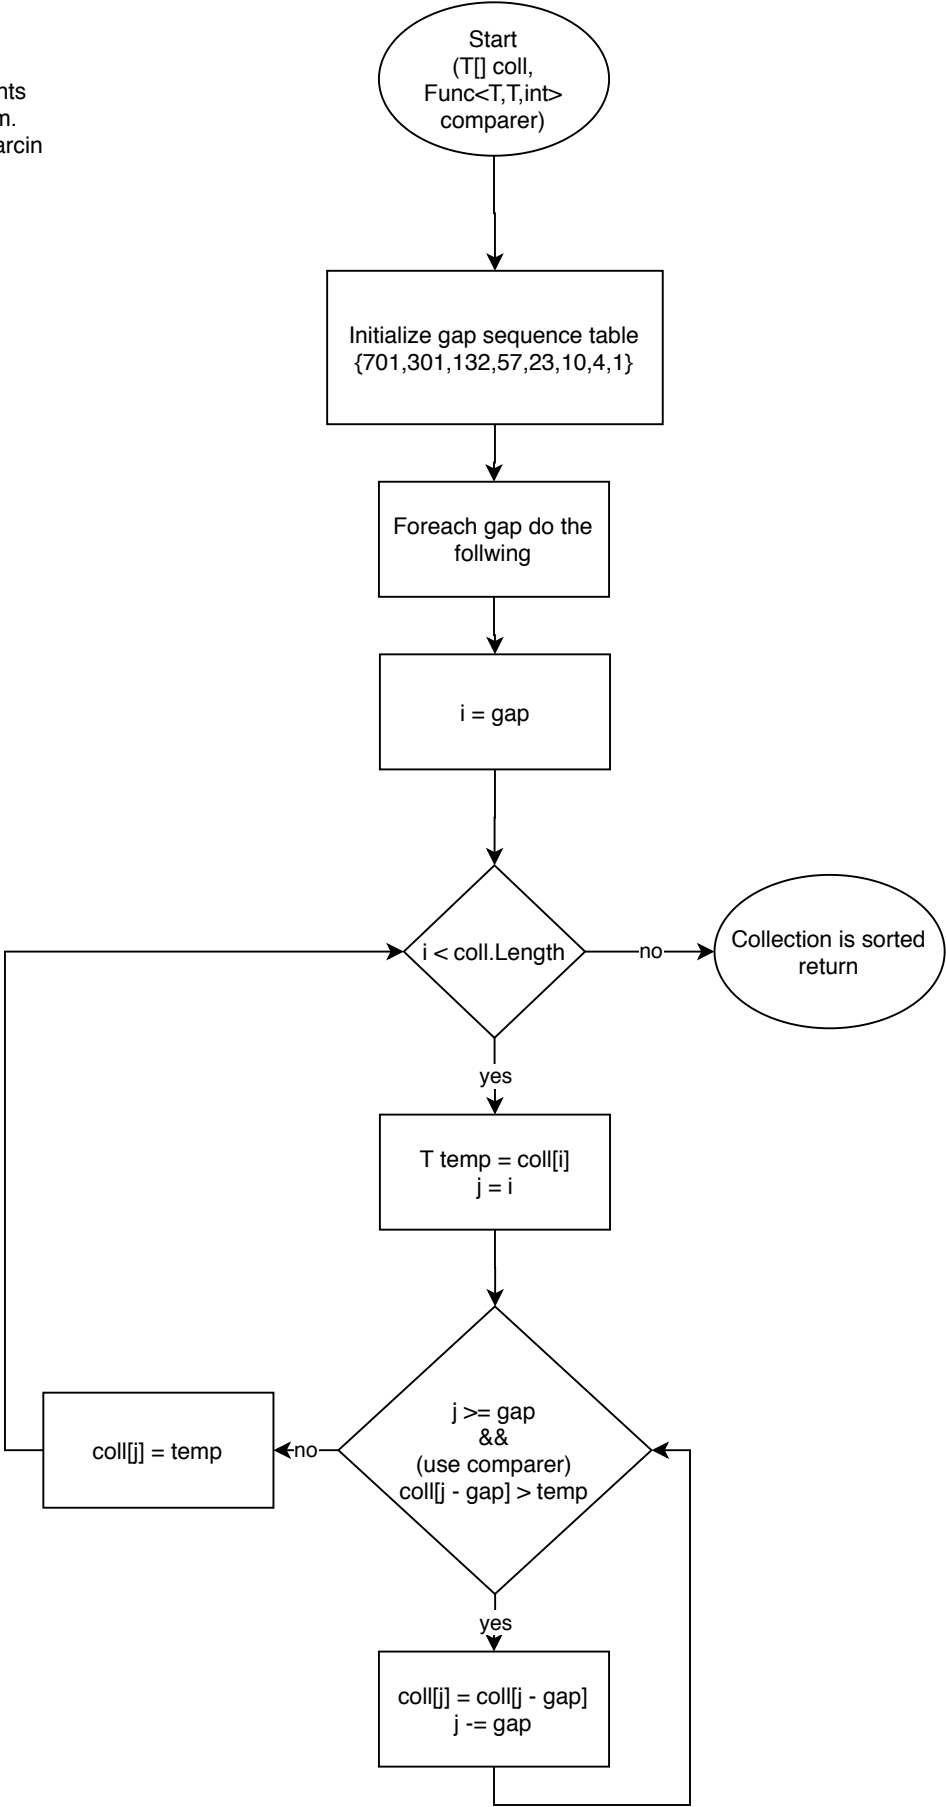 Start
(T[] coll,
Func<T,T,int>
comparer)
Initialize gap sequence table
{701,301,132,57,23,10,4,1}
Foreach gap do the
follwing
i = gap
i < coll.Length
no
Collection is sorted
return
yes
T temp = coll[i]
j = i
j >= gap
&&
(use comparer)
coll[j - gap] > temp
no
coll[j] = temp
yes
coll[j] = coll[j - gap]
j -= gap